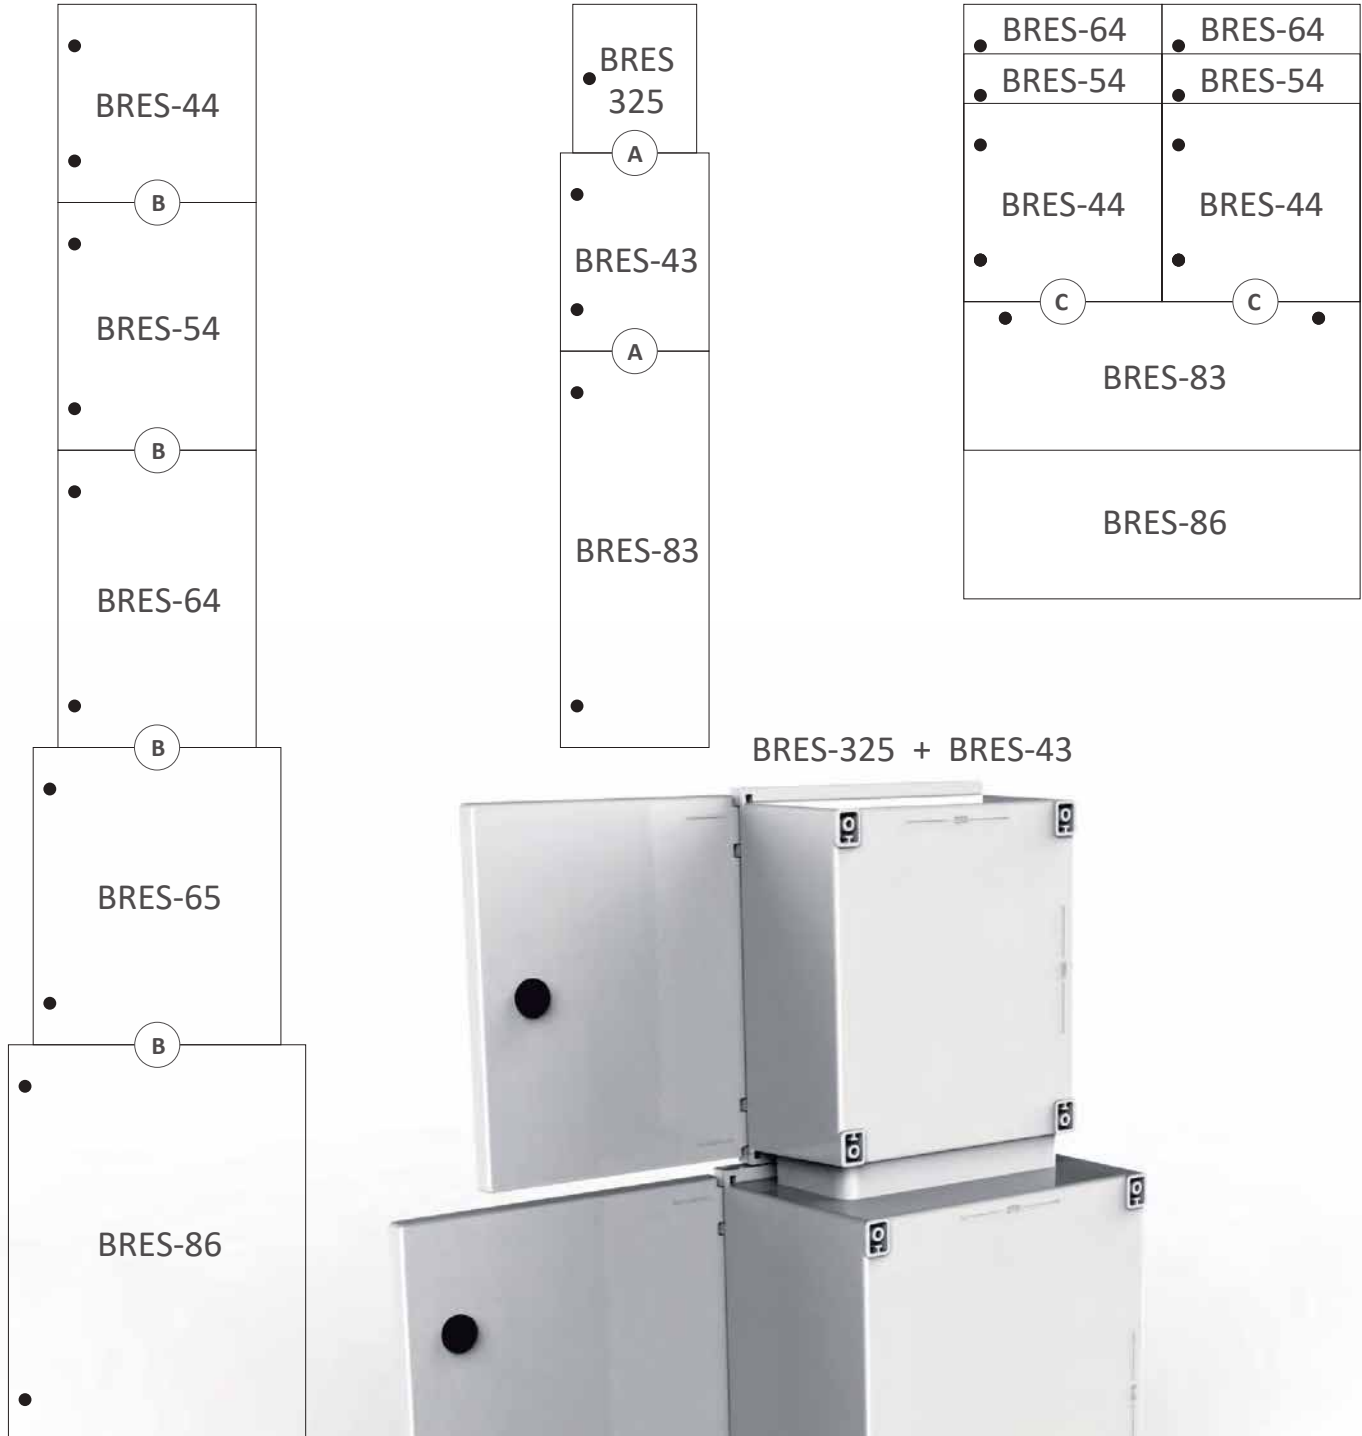 BRES-44
B
BRES-54
B
BRES-64
B
BRES-65
B
BRES-86
BRES
325
A
BRES-43
A
BRES-83
BRES-64 BRES-64
BRES-54 BRES-54
BRES-44 BRES-44
C C
BRES-83
BRES-86
BRES-325 + BRES-43